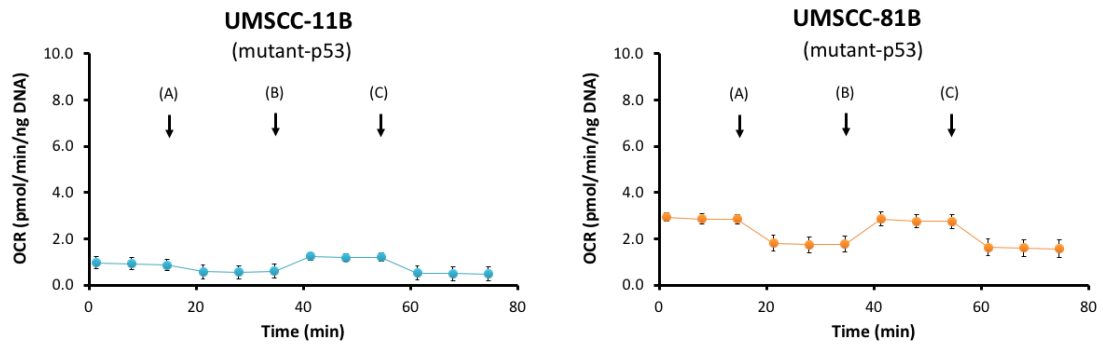 UMSCC-11B
(mutant-p53)
10.0
8.0
6.0
4.0
2.0
0.0
OCR (pmol/min/ng DNA)
(A)
(B)
(C)
0
20
40
60
80
Time (min)
UMSCC-81B
(mutant-p53)
10.0
8.0
6.0
4.0
2.0
0.0
OCR (pmol/min/ng DNA)
(A)
(B)
(C)
0
20
40
60
80
Time (min)